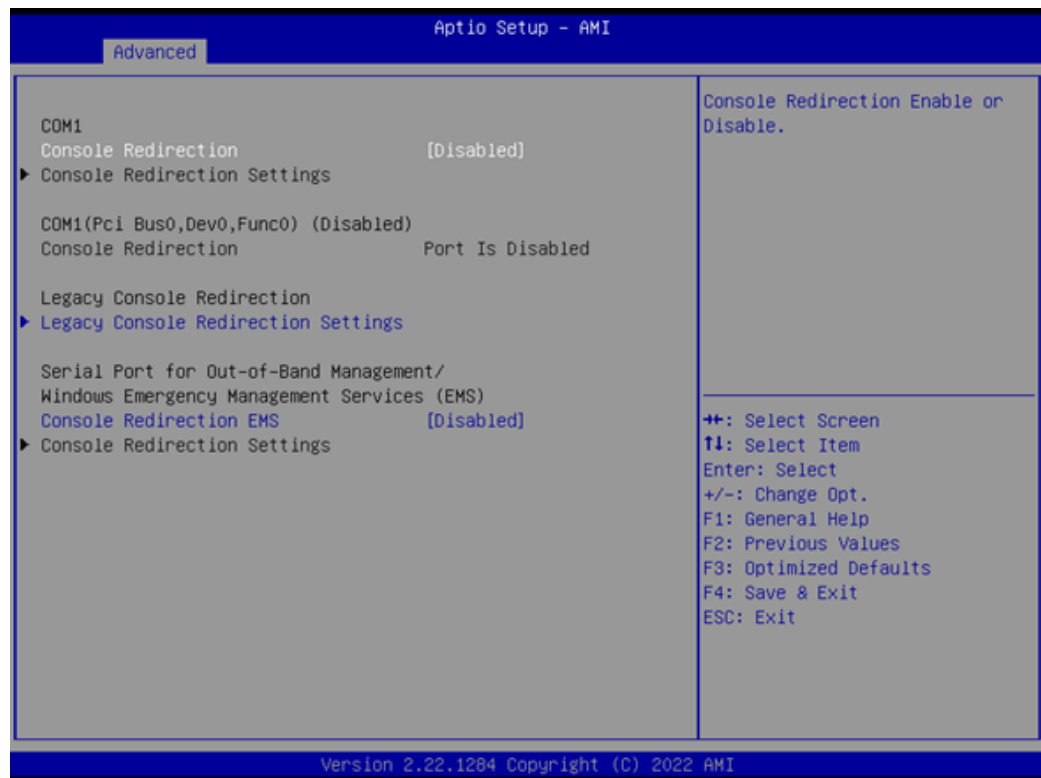 Aptio Setup – AMI
Advanced
COM1
Console Redirection [Disabled]
▶ Console Redirection Settings
COM1(Pci Bus0,Dev0,Func0) (Disabled)
Console Redirection Port Is Disabled
Legacy Console Redirection
▶ Legacy Console Redirection Settings
Serial Port for Out-of-Band Management/
Windows Emergency Management Services (EMS)
Console Redirection EMS [Disabled]
▶ Console Redirection Settings
Console Redirection Enable or
Disable.
→←: Select Screen
↑↓: Select Item
Enter: Select
+/-: Change Opt.
F1: General Help
F2: Previous Values
F3: Optimized Defaults
F4: Save & Exit
ESC: Exit
Version 2.22.1284 Copyright (C) 2022 AMI